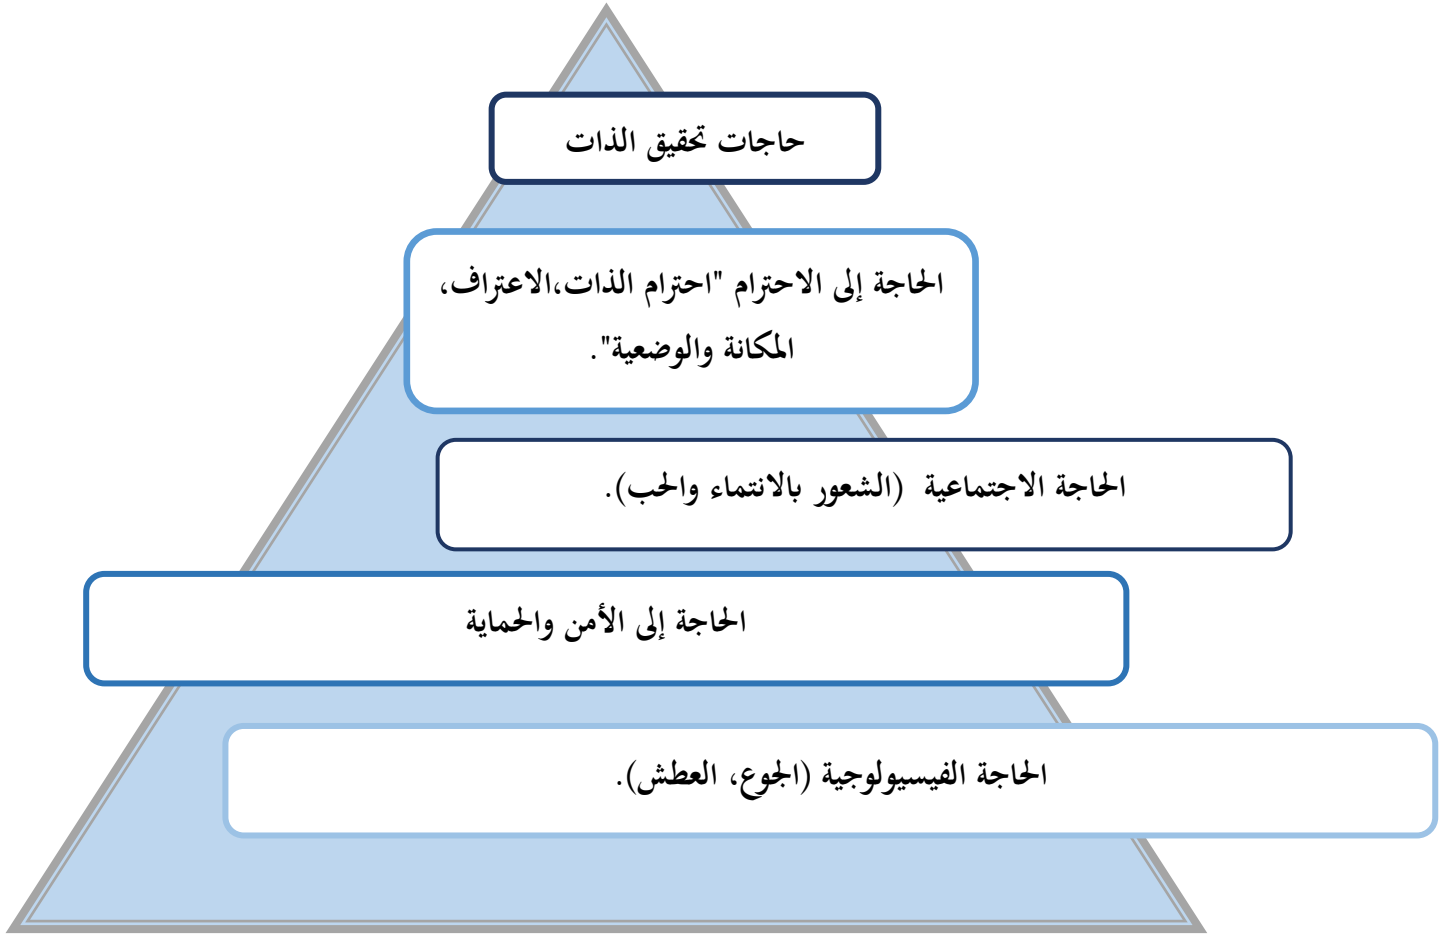 حاجات تحقيق الذات
الحاجة إلى الاحترام "احترام الذات،الاعتراف،
المكانة والوضعية".
الحاجة الاجتماعية (الشعور بالانتماء والحب).
الحاجة إلى الأمن والحماية
الحاجة الفيسيولوجية (الجوع، العطش).